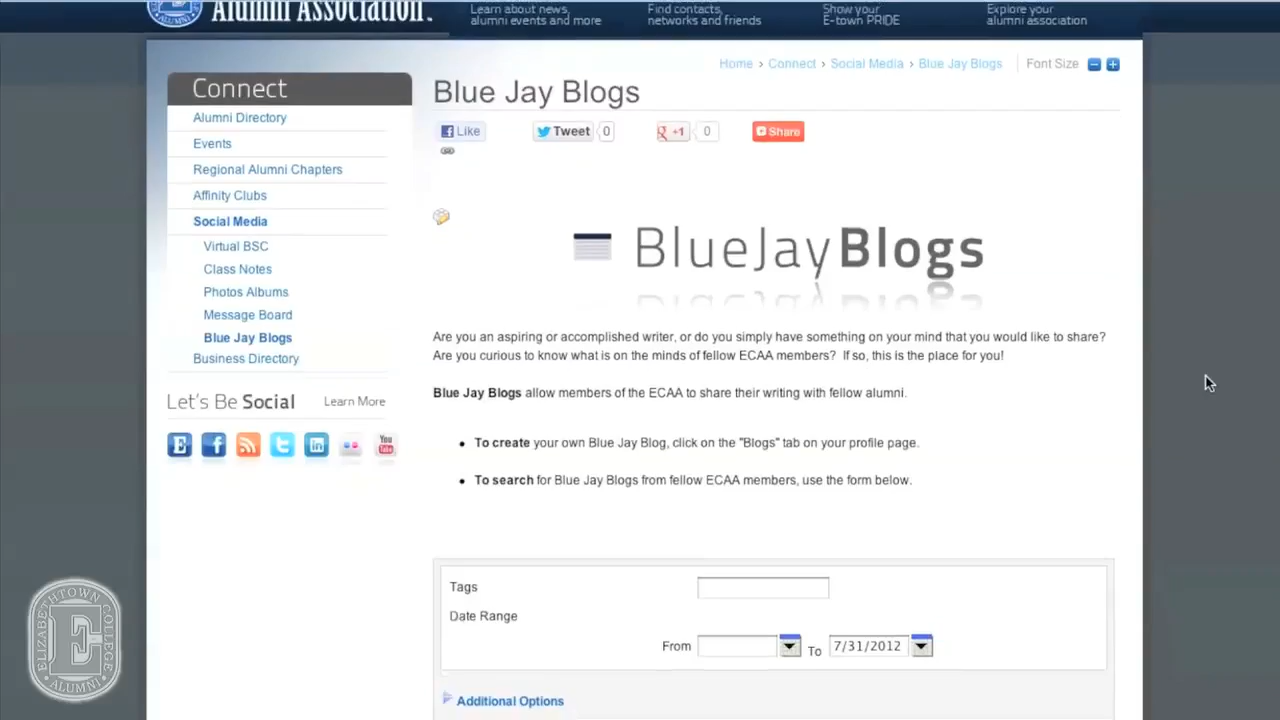 Alumni Association.
Learn about news,
alumni events and more
Find contacts,
networks and friends
Show your
E-town PRIDE
Explore your
alumni association
Home › Connect › Social Media › Blue Jay Blogs
Font Size
Connect
Alumni Directory
Events
Regional Alumni Chapters
Affinity Clubs
Social Media
Virtual BSC
Class Notes
Photos Albums
Message Board
Blue Jay Blogs
Business Directory
Let's Be Social
Learn More
You
Tube
Blue Jay Blogs
Like
Tweet 0
+1 0
Share
BlueJayBlogs
Are you an aspiring or accomplished writer, or do you simply have something on your mind that you would like to share?
Are you curious to know what is on the minds of fellow ECAA members? If so, this is the place for you!
Blue Jay Blogs allow members of the ECAA to share their writing with fellow alumni.
• To create your own Blue Jay Blog, click on the "Blogs" tab on your profile page.
• To search for Blue Jay Blogs from fellow ECAA members, use the form below.
Tags
Date Range
From
To 7/31/2012
Additional Options
ELIZABETHTOWN COLLEGE
E
ALUMNI